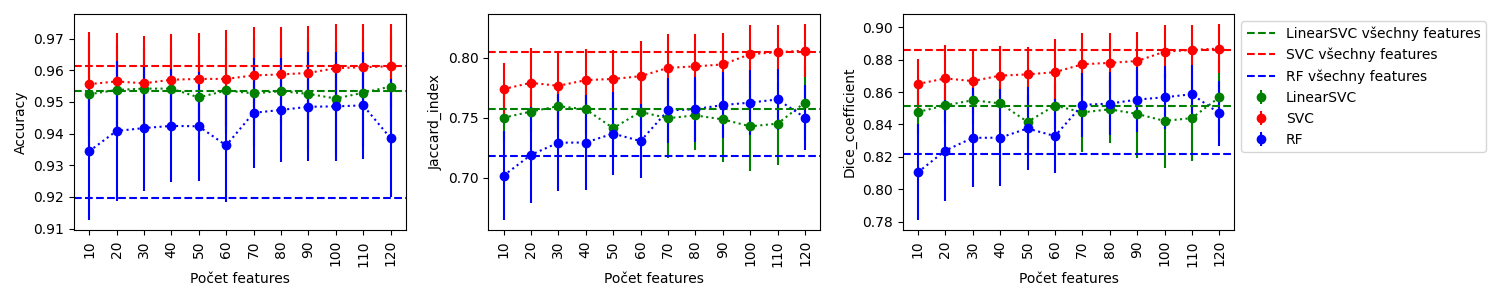 Accuracy
0.97
0.96
0.95
0.94
0.93
0.92
0.91
10 20 30 40 50 60 70 80 90 100 110 120
Počet features
Jaccard_index
0.80
0.75
0.70
10 20 30 40 50 60 70 80 90 100 110 120
Počet features
Dice_coefficient
0.90
0.88
0.86
0.84
0.82
0.80
0.78
10 20 30 40 50 60 70 80 90 100 110 120
Počet features
LinearSVC všechny features
SVC všechny features
RF všechny features
LinearSVC
SVC
RF